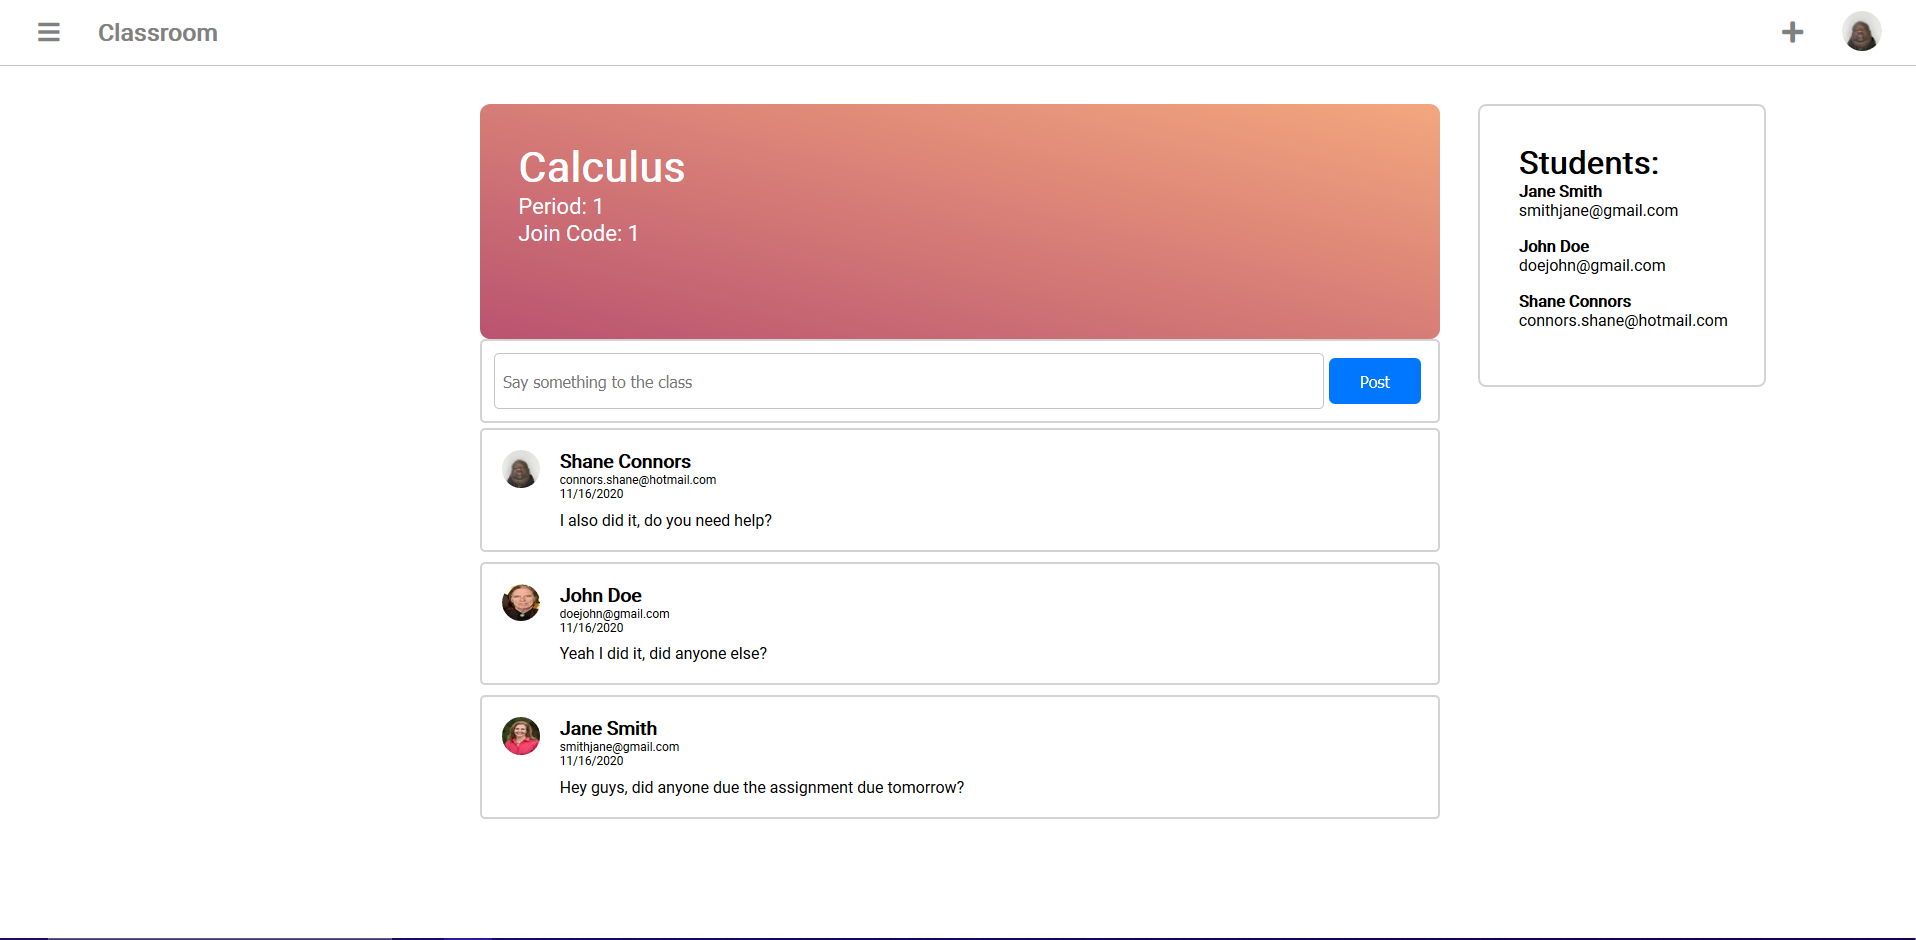 Classroom
Calculus
Period: 1
Join Code: 1
Say something to the class
Post
Shane Connors
connors.shane@hotmail.com
11/16/2020
I also did it, do you need help?
John Doe
doejohn@gmail.com
11/16/2020
Yeah I did it, did anyone else?
Jane Smith
smithjane@gmail.com
11/16/2020
Hey guys, did anyone due the assignment due tomorrow?
Students:
Jane Smith
smithjane@gmail.com
John Doe
doejohn@gmail.com
Shane Connors
connors.shane@hotmail.com